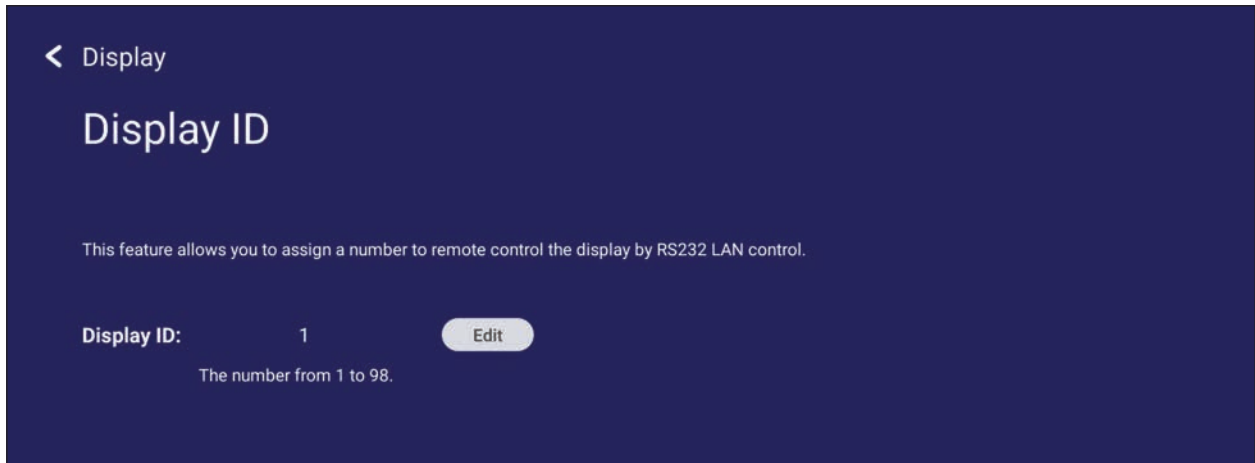 Display
Display ID
This feature allows you to assign a number to remote control the display by RS232 LAN control.
Display ID: 1 Edit
The number from 1 to 98.